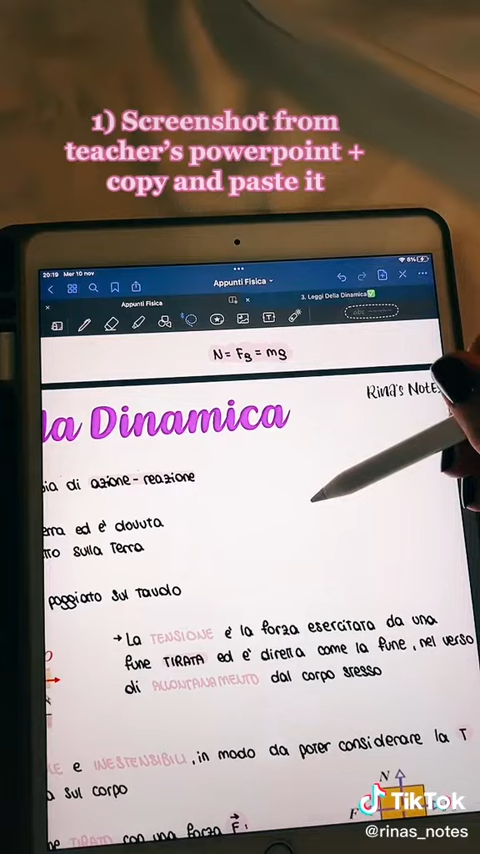 1) Screenshot from
teacher's powerpoint +
copy and paste it
20:19 Mer 10 nov
6%
Appunti Fisica
Appunti Fisica
3. Leggi Della Dinamica✅
N = Fg = mg
la Dinamica
Rina's Notes
di azione-reazione
ed e' dovuta
sulla Terra
poggiato sul tavolo
→ La TENSIONE e' la forza esercitata da una
fune TIRATA ed e' diretta come la fune, nel verso
di ALLONTANAMENTO dal corpo stesso
e INESTENSIBILI, in modo da poter considerare la T
sul corpo
TIRATO con una forza F:
N
F
TikTok
@rinas_notes